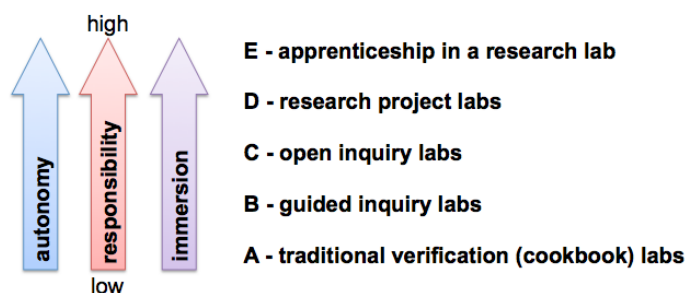 high
E - apprenticeship in a research lab
D - research project labs
C - open inquiry labs
B - guided inquiry labs
A - traditional verification (cookbook) labs
autonomy
responsibility
immersion
low